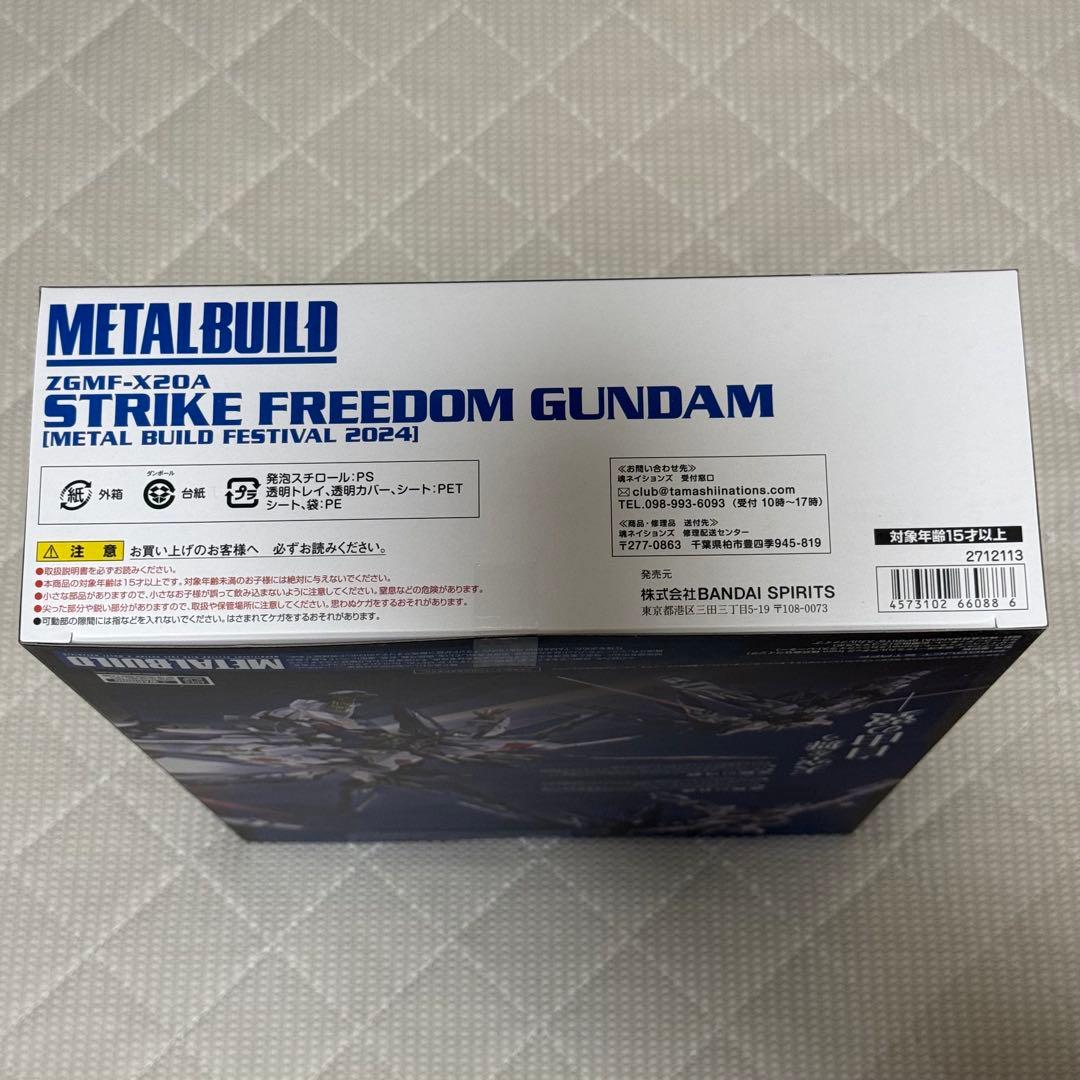 METALBUILD
ZGMF-X20A
STRIKE FREEDOM GUNDAM
[METAL BUILD FESTIVAL 2024]
紙 外箱
ダンボール
台紙
プラ
発泡スチロール:PS
透明トレイ、透明カバー、シート:PET
シート、袋:PE
注意 お買い上げのお客様へ 必ずお読みください。
●取扱説明書を必ずお読みください。
●本商品の対象年齢は15才以上です。対象年齢未満のお子様には絶対に与えないでください。
●小さな部品がありますので、小さなお子様が誤って飲み込まないように注意してください。窒息などの危険があります。
●尖った部分や鋭い部分がありますので、取扱や保管場所に注意してください。思わぬケガをするおそれがあります。
●可動部の隙間には指などを入れないでください。はさまれてケガをするおそれがあります。
≪お問い合わせ先≫
魂ネイションズ 受付窓口
club@tamashiinations.com
TEL.098-993-6093（受付 10時〜17時）
≪商品・修理品 送付先≫
魂ネイションズ 修理配送センター
〒277-0863 千葉県柏市豊四季945-819
発売元
株式会社BANDAI SPIRITS
東京都港区三田三丁目5-19 〒108-0073
対象年齢15才以上
2712113
4573102 66088 6
METALBUILD